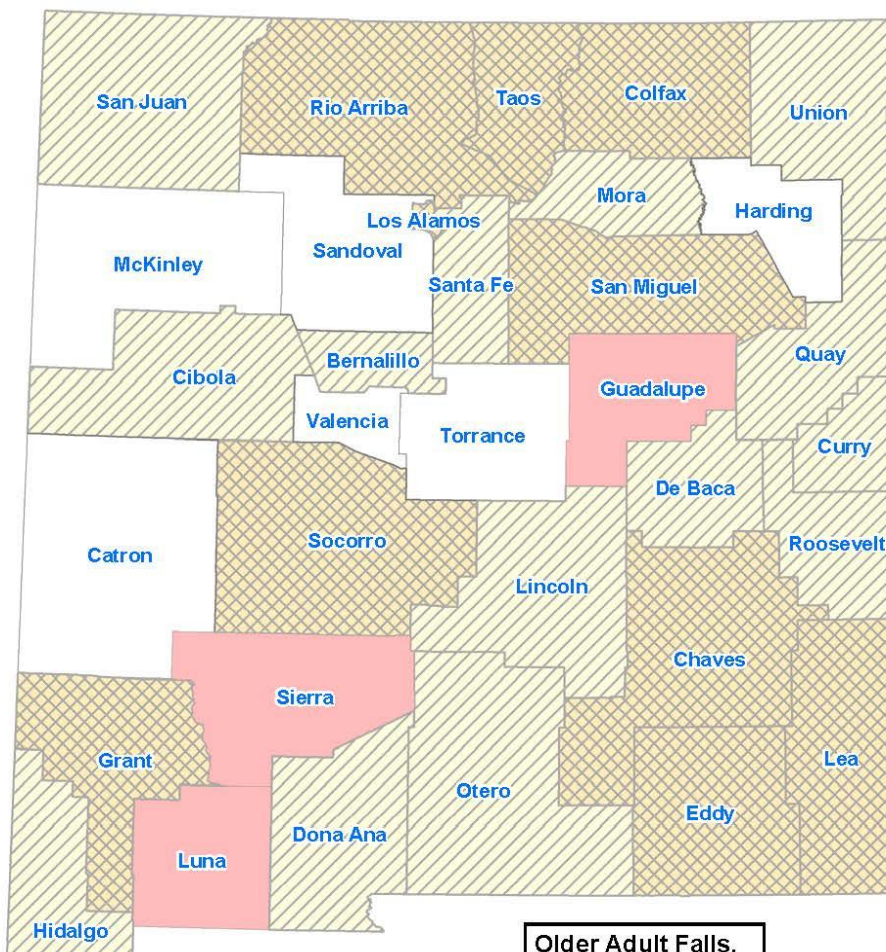 San Juan
Rio Arriba
Taos
Colfax
Union
Mora
Harding
Los Alamos
Sandoval
McKinley
Santa Fe
San Miguel
Quay
Bernalillo
Cibola
Guadalupe
Valencia
Torrance
Curry
De Baca
Roosevelt
Socorro
Catron
Lincoln
Chaves
Sierra
Grant
Lea
Otero
Eddy
Dona Ana
Luna
Hidalgo
Older Adult Falls.